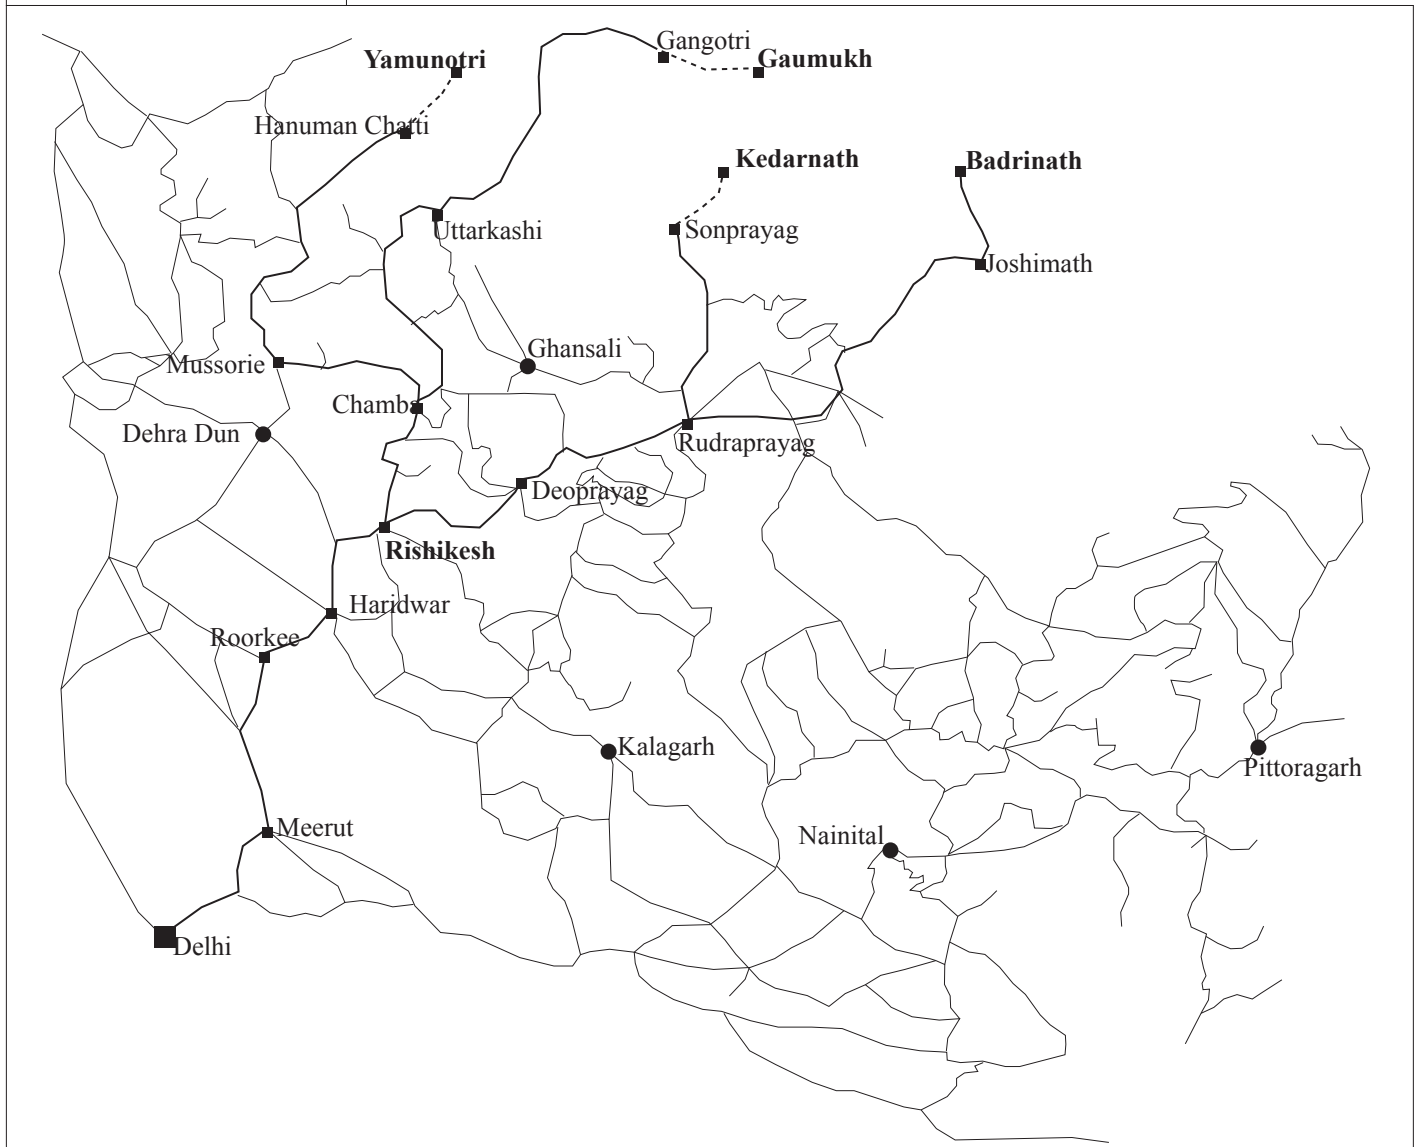 Gangotri
Yamunotri
Gaumukh
Hanuman Chatti
Kedarnath
Badrinath
Uttarkashi
Sonprayag
Joshimath
Ghansali
Mussorie
Chamba
Dehra Dun
Rudraprayag
Deoprayag
Rishikesh
Haridwar
Roorkee
Kalagarh
Pittoragarh
Meerut
Nainital
Delhi